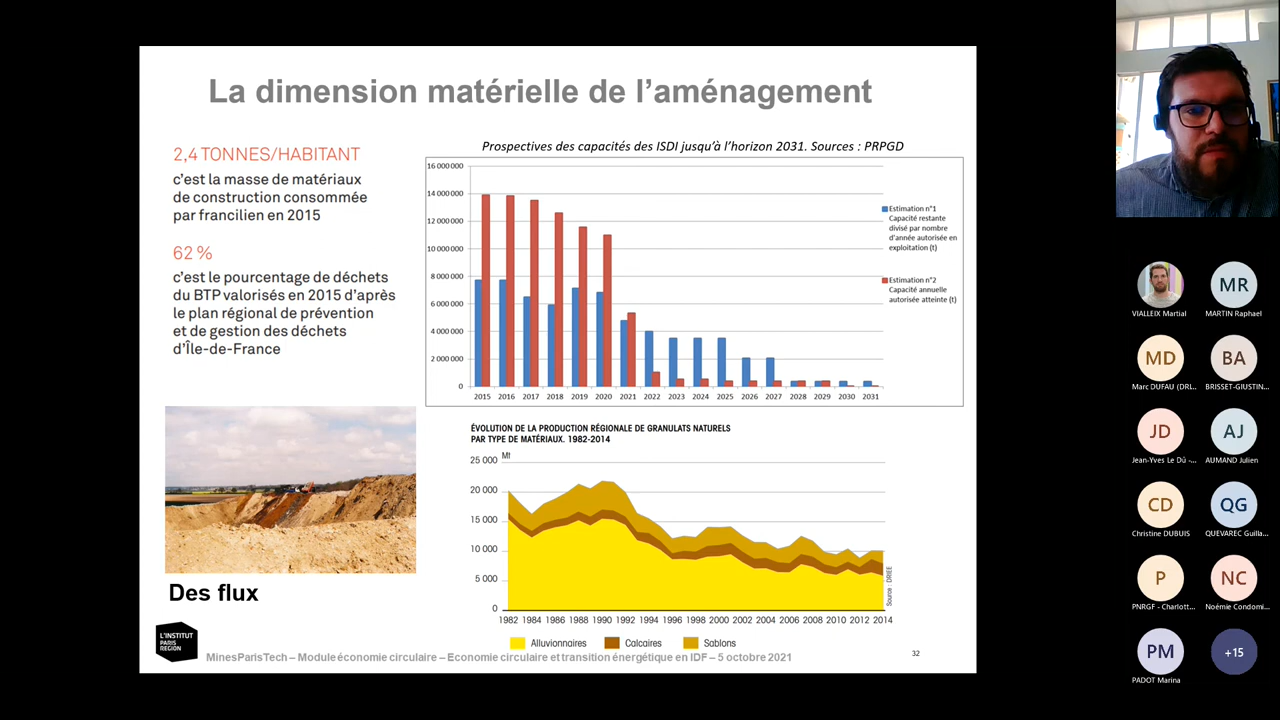 La dimension matérielle de l’aménagement
2,4 TONNES/HABITANT
c’est la masse de matériaux
de construction consommée
par francilien en 2015
62 %
c’est le pourcentage de déchets
du BTP valorisés en 2015 d’après
le plan régional de prévention
et de gestion des déchets
d’Île-de-France
Des flux
Prospectives des capacités des ISDI jusqu’à l’horizon 2031. Sources : PRPGD
16 000 000
14 000 000
12 000 000
10 000 000
8 000 000
6 000 000
4 000 000
2 000 000
0
2015 2016 2017 2018 2019 2020 2021 2022 2023 2024 2025 2026 2027 2028 2029 2030 2031
Estimation n°1
Capacité restante
divisé par nombre
d'année autorisée en
exploitation (t)
Estimation n°2
Capacité annuelle
autorisée atteinte (t)
ÉVOLUTION DE LA PRODUCTION RÉGIONALE DE GRANULATS NATURELS
PAR TYPE DE MATÉRIAUX. 1982-2014
Mt
25 000
20 000
15 000
10 000
5 000
0
1982 1984 1986 1988 1990 1992 1994 1996 1998 2000 2002 2004 2006 2008 2010 2012 2014
Source : DRIEE
Alluvionnaires Calcaires Sablons
L'INSTITUT
PARIS
REGION
MinesParisTech – Module économie circulaire – Economie circulaire et transition énergétique en IDF – 5 octobre 2021
32
MR
VIALLEIX Martial
MARTIN Raphael
MD
BA
Marc DUFAU (DRI...
BRISSET-GIUSTIN...
JD
AJ
Jean-Yves Le Dû -...
AUMAND Julien
CD
QG
Christine DUBUIS
QUEVAREC Guilla...
P
NC
PNRGF - Charlott...
Noémie Condomi...
PM
+15
PADOT Marina